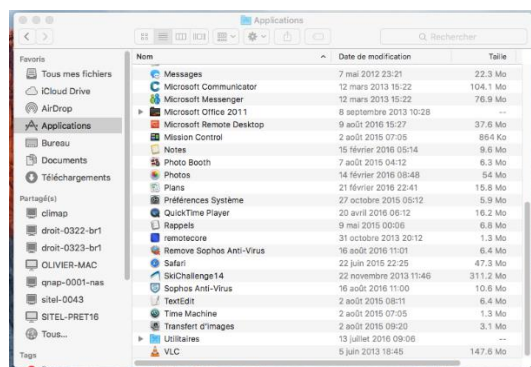 Applications
Rechercher
Favoris
Tous mes fichiers
iCloud Drive
AirDrop
Applications
Bureau
Documents
Téléchargements
Partagé(s)
climap
droit-0322-br1
droit-0323-br1
OLIVIER-MAC
qnap-0001-nas
sitel-0043
SITEL-PRET16
Tous...
Tags
Nom Date de modification Taille
Messages 7 mai 2012 23:21 22.3 Mo
Microsoft Communicator 12 mars 2013 15:22 104.1 Mo
Microsoft Messenger 12 mars 2013 15:22 76.9 Mo
Microsoft Office 2011 8 septembre 2013 10:28 --
Microsoft Remote Desktop 9 août 2016 15:27 37.6 Mo
Mission Control 2 août 2015 07:05 864 Ko
Notes 15 février 2016 05:14 9.6 Mo
Photo Booth 7 août 2015 04:12 6.3 Mo
Photos 14 février 2016 08:48 54 Mo
Plans 21 février 2016 22:41 15.8 Mo
Préférences Système 27 octobre 2015 05:12 5.9 Mo
QuickTime Player 20 avril 2016 06:12 16.2 Mo
Rappels 9 mai 2015 00:06 6.8 Mo
remotecore 31 octobre 2013 20:12 1.3 Mo
Remove Sophos Anti-Virus 16 août 2016 11:01 6.4 Mo
Safari 22 juin 2015 22:25 47.3 Mo
SkiChallenge14 22 novembre 2013 11:46 311.2 Mo
Sophos Anti-Virus 16 août 2016 11:00 10.6 Mo
TextEdit 2 août 2015 08:11 6.4 Mo
Time Machine 2 août 2015 07:05 1.3 Mo
Transfert d'images 2 août 2015 09:20 3.1 Mo
Utilitaires 13 juillet 2016 09:06 --
VLC 5 juin 2013 18:45 147.6 Mo